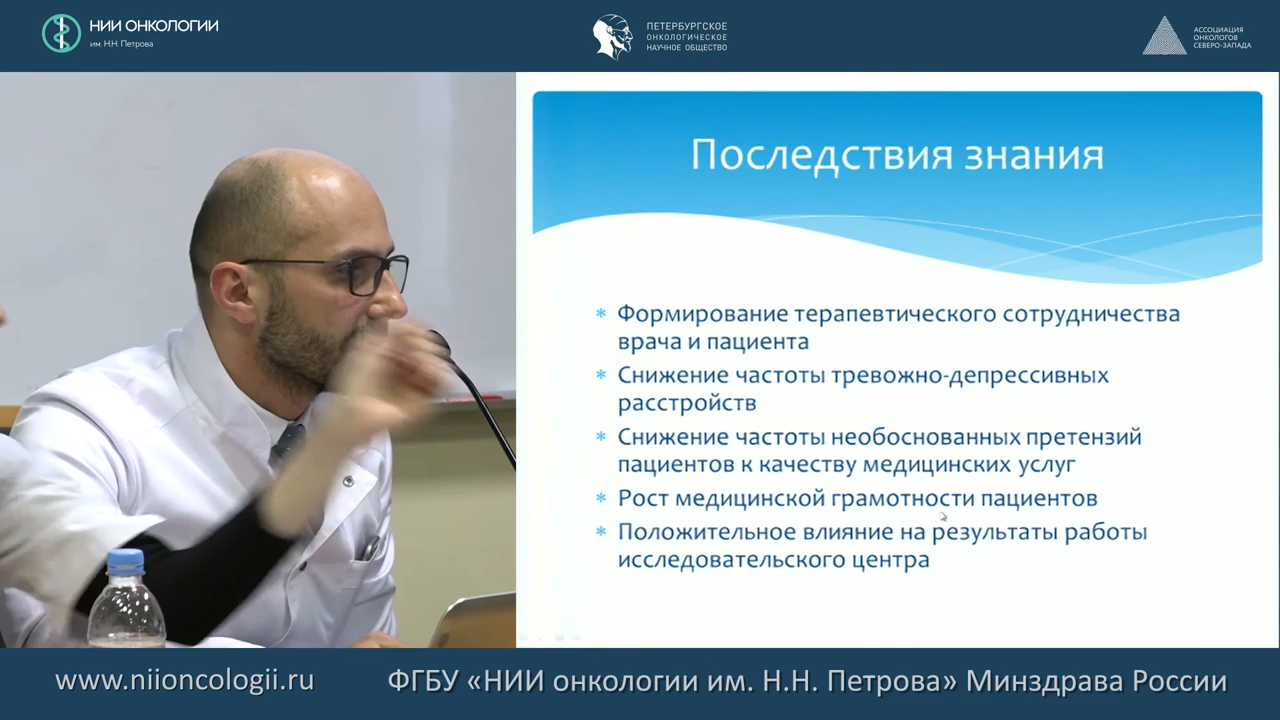 НИИ ОНКОЛОГИИ
им. Н.Н. Петрова
ПЕТЕРБУРГСКОЕ
ОНКОЛОГИЧЕСКОЕ
НАУЧНОЕ ОБЩЕСТВО
АССОЦИАЦИЯ
ОНКОЛОГОВ
СЕВЕРО-ЗАПАДА
Последствия знания
* Формирование терапевтического сотрудничества
врача и пациента
* Снижение частоты тревожно-депрессивных
расстройств
* Снижение частоты необоснованных претензий
пациентов к качеству медицинских услуг
* Рост медицинской грамотности пациентов
* Положительное влияние на результаты работы
исследовательского центра
www.niioncologii.ru
ФГБУ «НИИ онкологии им. Н.Н. Петрова» Минздрава России